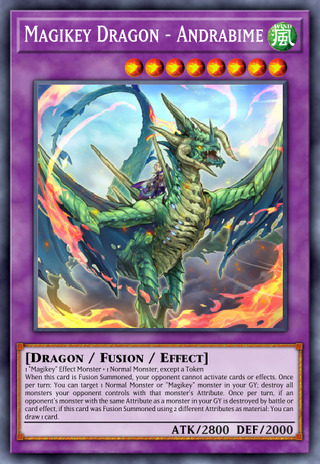 Magikey Dragon - Andrabime
WIND
風
[Dragon / Fusion / Effect]
1 "Magikey" Effect Monster + 1 Normal Monster, except a Token
When this card is Fusion Summoned, your opponent cannot activate cards or effects. Once
per turn: You can target 1 Normal Monster or "Magikey" monster in your GY; destroy all
monsters your opponent controls with that monster's Attribute. Once per turn, if an
opponent's monster with the same Attribute as a monster in your GY is destroyed by battle or
card effect, if this card was Fusion Summoned using 2 different Attributes as material: You can
draw 1 card.
ATK/2800 DEF/2000